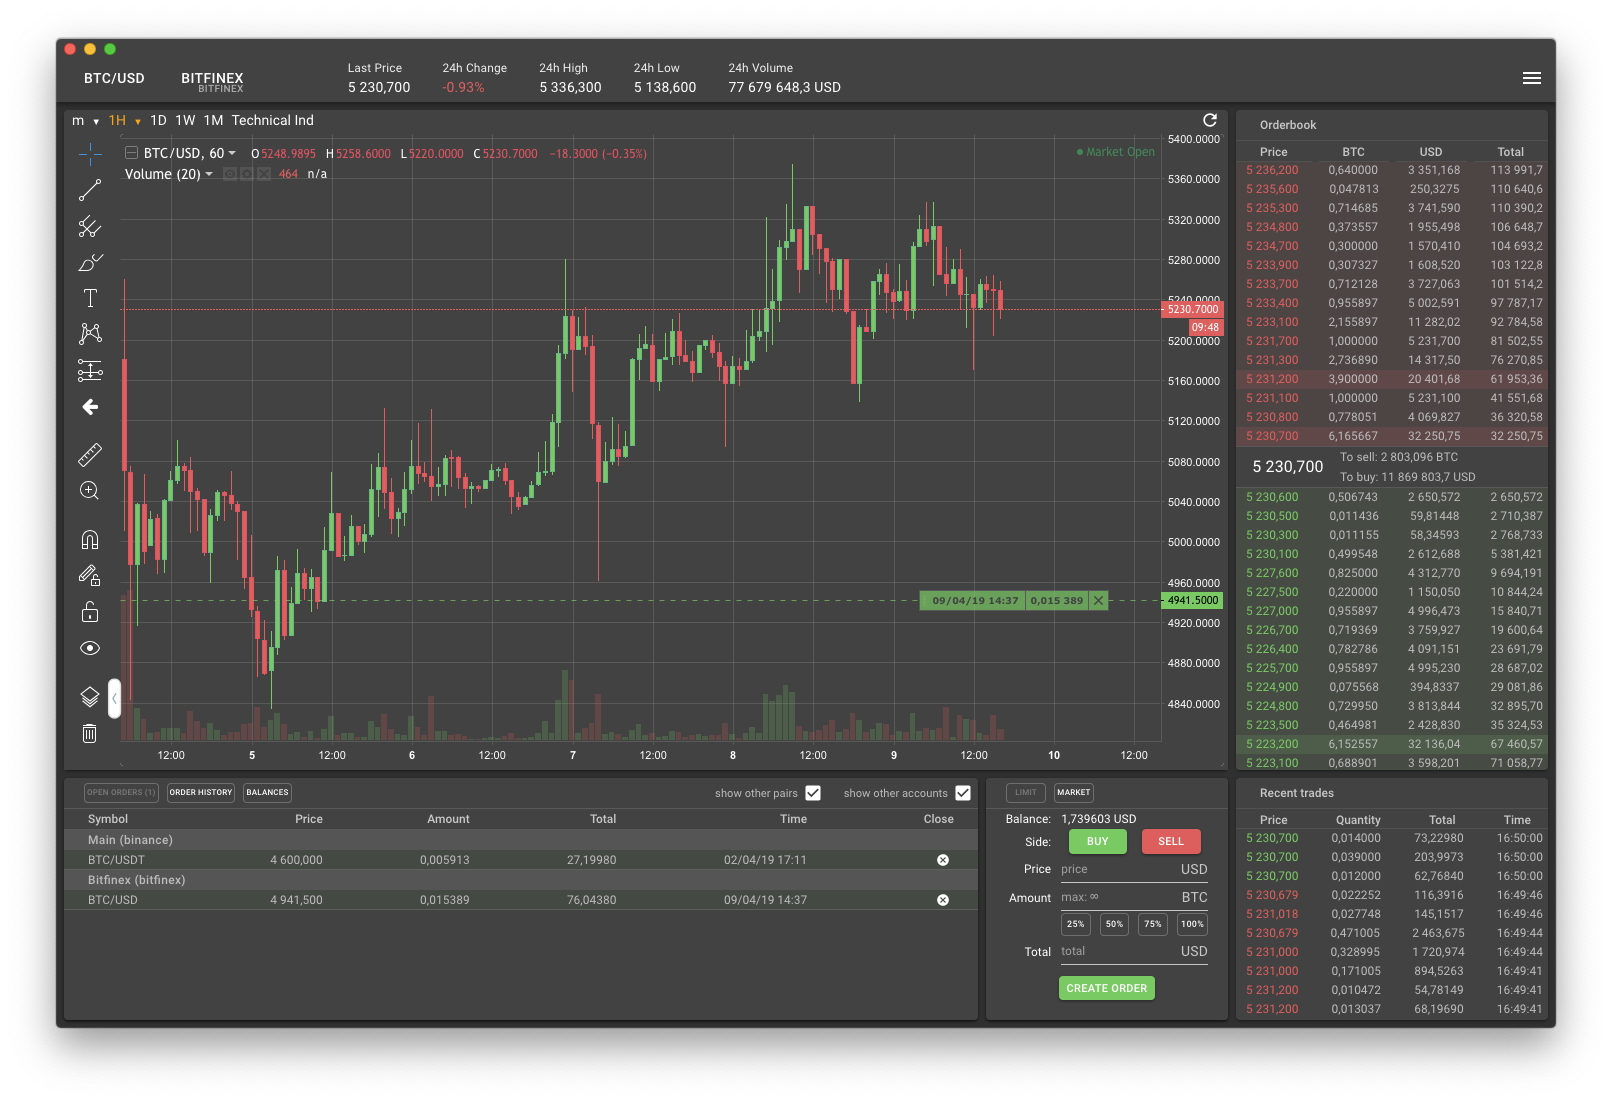 BTC/USD BITFINEX
BITFINEX
Last Price 24h Change 24h High 24h Low 24h Volume
5 230,700 -0.93% 5 336,300 5 138,600 77 679 648,3 USD
m ▾ 1H ▾ 1D 1W 1M Technical Ind
BTC/USD, 60 O5248.9895 H5258.6000 L5220.0000 C5230.7000 −18.3000 (−0.35%)
Volume (20) 464 n/a
Market Open
5400.0000
5360.0000
5320.0000
5280.0000
5240.0000
5230.7000
09:48
5200.0000
5160.0000
5120.0000
5080.0000
5040.0000
5000.0000
4960.0000
09/04/19 14:37 0,015 389
4941.5000
4920.0000
4880.0000
4840.0000
12:00 5 12:00 6 12:00 7 12:00 8 12:00 9 12:00 10 12:00
Orderbook
Price BTC USD Total
5 236,200 0,640000 3 351,168 113 991,7
5 235,600 0,047813 250,3275 110 640,6
5 235,300 0,714685 3 741,590 110 390,2
5 234,800 0,373557 1 955,498 106 648,7
5 234,700 0,300000 1 570,410 104 693,2
5 233,900 0,307327 1 608,520 103 122,8
5 233,700 0,712128 3 727,063 101 514,2
5 233,400 0,955897 5 002,591 97 787,17
5 233,100 2,155897 11 282,02 92 784,58
5 231,700 1,000000 5 231,700 81 502,55
5 231,300 2,736890 14 317,50 76 270,85
5 231,200 3,900000 20 401,68 61 953,36
5 231,100 1,000000 5 231,100 41 551,68
5 230,800 0,778051 4 069,827 36 320,58
5 230,700 6,165667 32 250,75 32 250,75
5 230,700
To sell: 2 803,096 BTC
To buy: 11 869 803,7 USD
5 230,600 0,506743 2 650,572 2 650,572
5 230,500 0,011436 59,81448 2 710,387
5 230,300 0,011155 58,34593 2 768,733
5 230,100 0,499548 2 612,688 5 381,421
5 227,600 0,825000 4 312,770 9 694,191
5 227,500 0,220000 1 150,050 10 844,24
5 227,000 0,955897 4 996,473 15 840,71
5 226,700 0,719369 3 759,927 19 600,64
5 226,400 0,782786 4 091,151 23 691,79
5 225,700 0,955897 4 995,230 28 687,02
5 224,900 0,075568 394,8337 29 081,86
5 224,800 0,729950 3 813,844 32 895,70
5 223,500 0,464981 2 428,830 35 324,53
5 223,200 6,152557 32 136,04 67 460,57
5 223,100 0,688901 3 598,201 71 058,77
OPEN ORDERS (1) ORDER HISTORY BALANCES show other pairs show other accounts
Symbol Price Amount Total Time Close
Main (binance)
BTC/USDT 4 600,000 0,005913 27,19980 02/04/19 17:11
Bitfinex (bitfinex)
BTC/USD 4 941,500 0,015389 76,04380 09/04/19 14:37
LIMIT MARKET
Balance: 1,739603 USD
Side: BUY SELL
Price price USD
Amount max: ∞ BTC
25% 50% 75% 100%
Total total USD
CREATE ORDER
Recent trades
Price Quantity Total Time
5 230,700 0,014000 73,22980 16:50:00
5 230,700 0,039000 203,9973 16:50:00
5 230,700 0,012000 62,76840 16:50:00
5 230,679 0,022252 116,3916 16:49:46
5 231,018 0,027748 145,1517 16:49:46
5 230,679 0,471005 2 463,675 16:49:44
5 231,000 0,328995 1 720,974 16:49:44
5 231,000 0,171005 894,5263 16:49:41
5 231,200 0,010472 54,78149 16:49:41
5 231,200 0,013037 68,19690 16:49:41